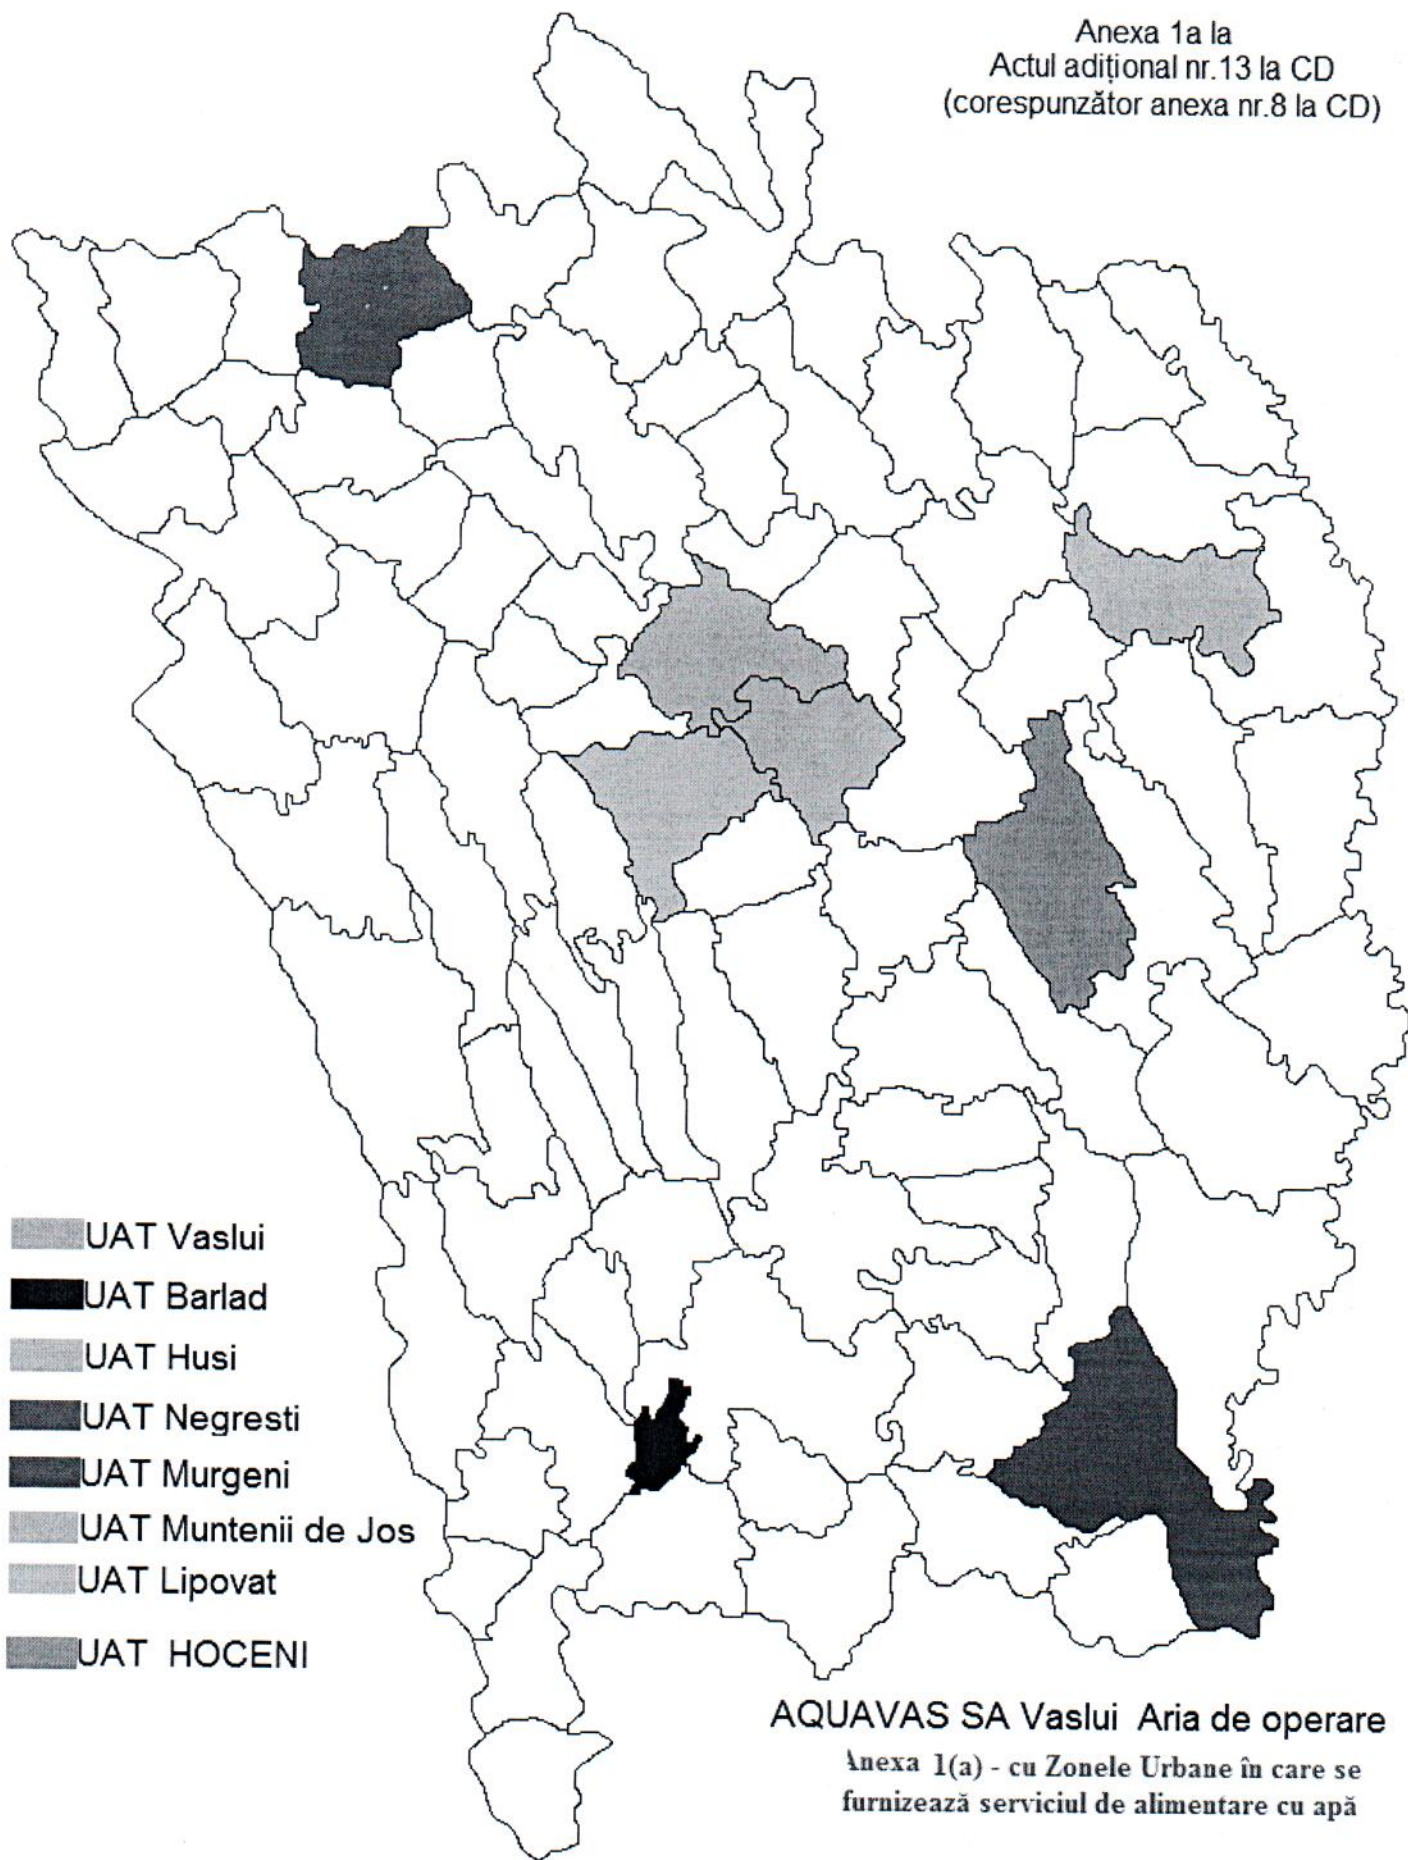 Anexa 1a la
Actul adițional nr.13 la CD
(corespunzător anexa nr.8 la CD)
UAT Vaslui
UAT Barlad
UAT Husi
UAT Negresti
UAT Murgeni
UAT Muntenii de Jos
UAT Lipovat
UAT HOCENI
AQUAVAS SA Vaslui Aria de operare
Anexa 1(a) - cu Zonele Urbane în care se
furnizează serviciul de alimentare cu apă